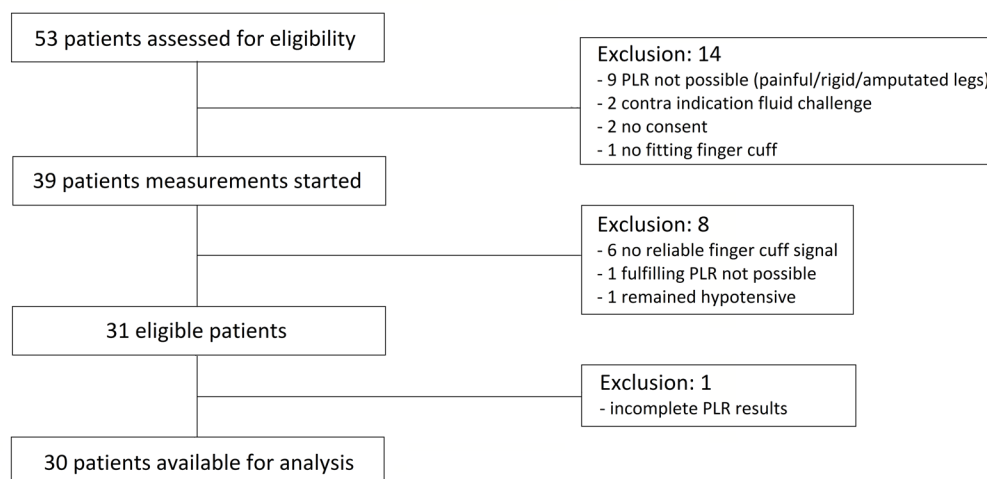 53 patients assessed for eligibility
Exclusion: 14
- 9 PLR not possible (painful/rigid/amputated legs)
- 2 contra indication fluid challenge
- 2 no consent
- 1 no fitting finger cuff
39 patients measurements started
Exclusion: 8
- 6 no reliable finger cuff signal
- 1 fulfilling PLR not possible
- 1 remained hypotensive
31 eligible patients
Exclusion: 1
- incomplete PLR results
30 patients available for analysis